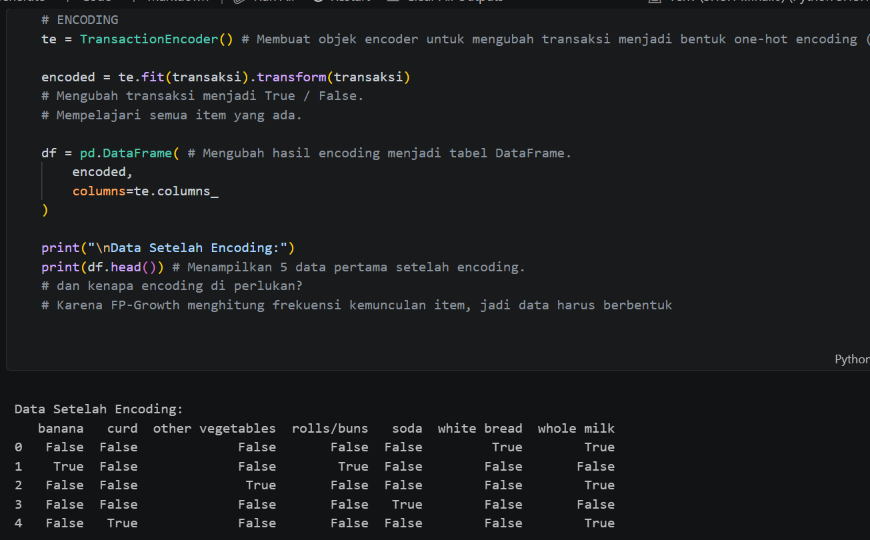 # ENCODING
te = TransactionEncoder() # Membuat objek encoder untuk mengubah transaksi menjadi bentuk one-hot encoding (
encoded = te.fit(transaksi).transform(transaksi)
# Mengubah transaksi menjadi True / False.
# Mempelajari semua item yang ada.
df = pd.DataFrame( # Mengubah hasil encoding menjadi tabel DataFrame.
    encoded,
    columns=te.columns_
)
print("\nData Setelah Encoding:")
print(df.head()) # Menampilkan 5 data pertama setelah encoding.
# dan kenapa encoding di perlukan?
# Karena FP-Growth menghitung frekuensi kemunculan item, jadi data harus berbentuk
Python
Data Setelah Encoding:
   banana   curd  other vegetables  rolls/buns   soda  white bread  whole milk
0   False  False             False       False  False         True        True
1    True  False             False        True  False        False       False
2   False  False              True       False  False        False        True
3   False  False             False       False   True        False       False
4   False   True             False       False  False        False        True